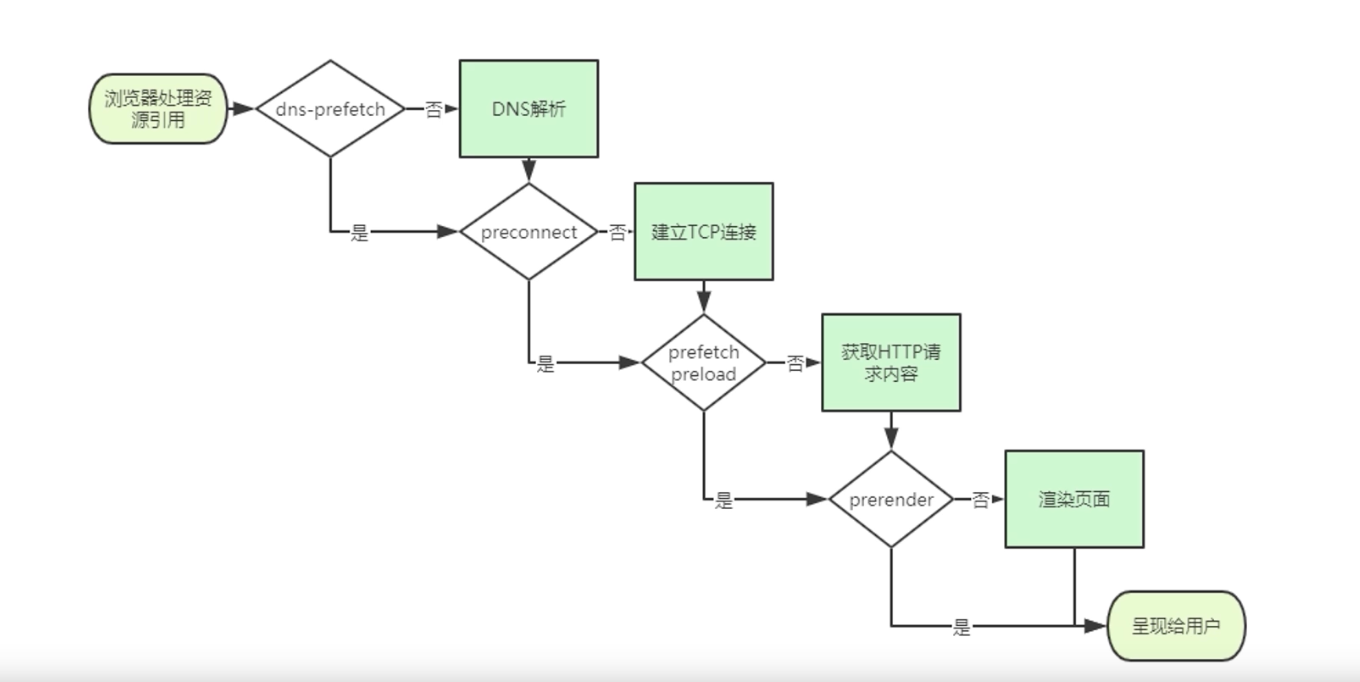 浏览器处理资
源引用
dns-prefetch
否
DNS解析
是
preconnect
否
建立TCP连接
是
prefetch
preload
否
获取HTTP请
求内容
是
prerender
否
渲染页面
是
呈现给用户